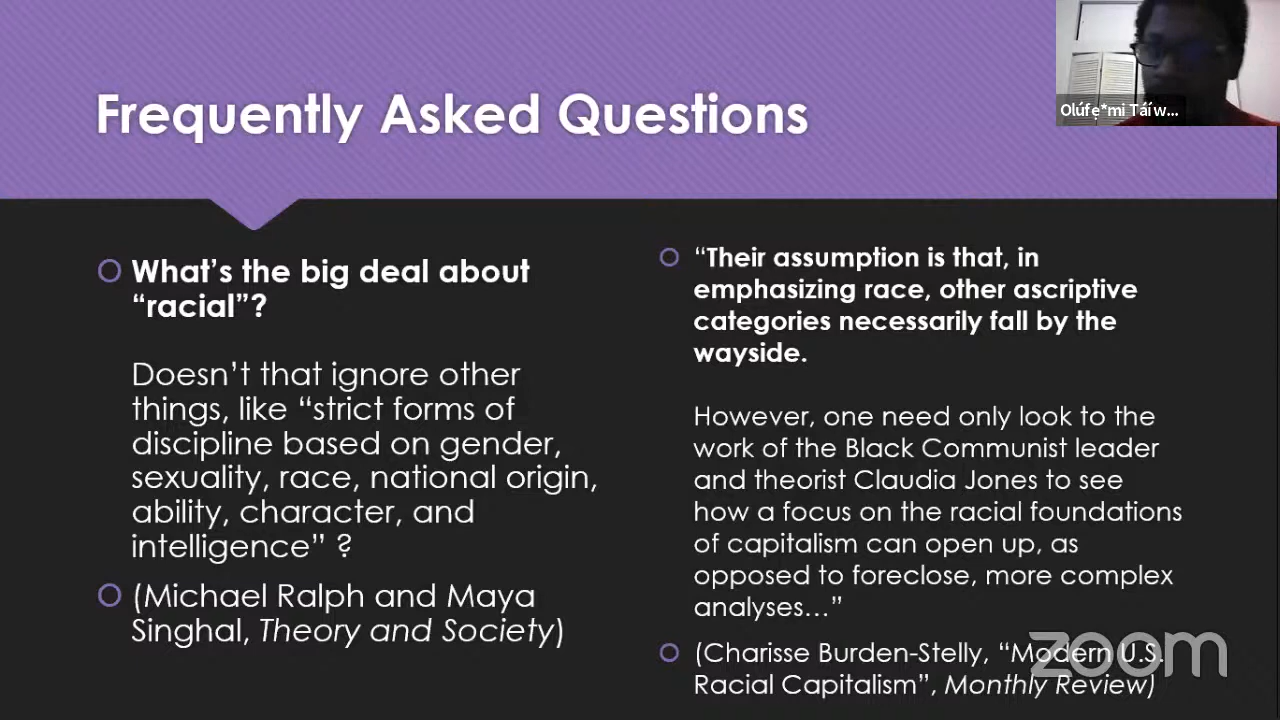 Frequently Asked Questions
Olúfẹ*mi Táíw...
What's the big deal about
“racial”?
Doesn't that ignore other
things, like “strict forms of
discipline based on gender,
sexuality, race, national origin,
ability, character, and
intelligence” ?
(Michael Ralph and Maya
Singhal, Theory and Society)
“Their assumption is that, in
emphasizing race, other ascriptive
categories necessarily fall by the
wayside.
However, one need only look to the
work of the Black Communist leader
and theorist Claudia Jones to see
how a focus on the racial foundations
of capitalism can open up, as
opposed to foreclose, more complex
analyses…”
(Charisse Burden-Stelly, “Modern U.S.
Racial Capitalism”, Monthly Review)
zoom